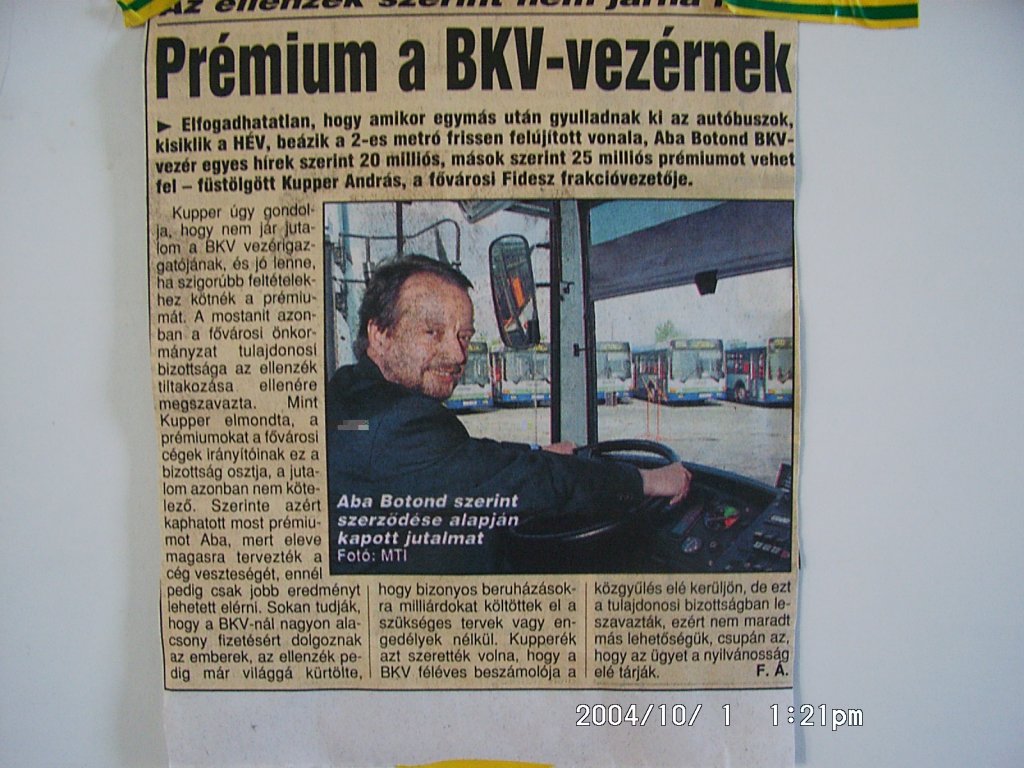 Az ellenzék szerint nem járna
Prémium a BKV-vezérnek
► Elfogadhatatlan, hogy amikor egymás után gyulladnak ki az autóbuszok,
kisiklik a HÉV, beázik a 2-es metró frissen felújított vonala, Aba Botond BKV-
vezér egyes hírek szerint 20 milliós, mások szerint 25 milliós prémiumot vehet
fel – füstölgött Kupper András, a fővárosi Fidesz frakcióvezetője.
Kupper úgy gondol-
ja, hogy nem jár juta-
lom a BKV vezérigaz-
gatójának, és jó lenne,
ha szigorúbb feltételek-
hez kötnék a prémiu-
mát. A mostanit azon-
ban a fővárosi önkor-
mányzat tulajdonosi
bizottsága az ellenzék
tiltakozása ellenére
megszavazta. Mint
Kupper elmondta, a
prémiumokat a fővárosi
cégek irányítóinak ez a
bizottság osztja, a juta-
lom azonban nem köte-
lező. Szerinte azért
kaphatott most prémiu-
mot Aba, mert eleve
magasra tervezték a
cég veszteségét, ennél
pedig csak jobb eredményt
lehetett elérni. Sokan tudják,
hogy a BKV-nál nagyon ala-
csony fizetésért dolgoznak
az emberek, az ellenzék pe-
dig már világgá kürtölte,
Aba Botond szerint
szerződése alapján
kapott jutalmat
Fotó: MTI
hogy bizonyos beruházások-
ra milliárdokat költöttek el a
szükséges tervek vagy en-
gedélyek nélkül. Kupperék
azt szerették volna, hogy a
BKV féléves beszámolója a
közgyűlés elé kerüljön, de ezt
a tulajdonosi bizottságban le-
szavazták, ezért nem maradt
más lehetőségük, csupán az,
hogy az ügyet a nyilvánosság
elé tárják.
F. Á.
2004/10/ 1 1:21pm